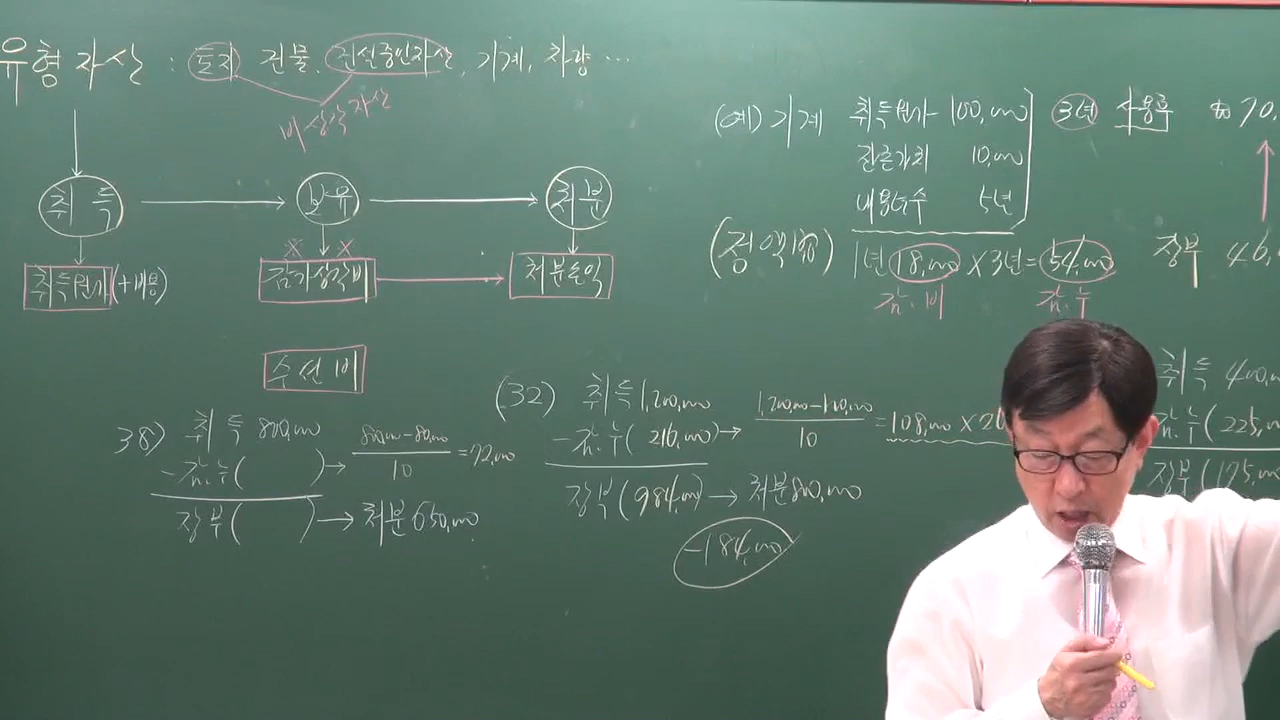 유형자산 : 토지 건물, 건설중인자산, 기계, 차량 …
비상각자산
취득 보유 처분
취득원가 (+비용) 감가상각비 처분손익
수선비
(예) 기계 취득원가 100,000 3년 사용후 70,
잔존가치 10,000
내용년수 5년
(정액법) 1년 18,000 × 3년 = 54,000 장부 46,
감.비 감.누
38) 취득 800,000 800,000-80,000
-감.누( ) → 10 = 72,000
장부( ) → 처분 650,000
(32) 취득 1,200,000 1,200,000-120,000
-감.누( 216,000) → 10 = 108,000 × 2
장부(984,000) → 처분 800,000
-184,000
취득 400,00
감.누(225,00
장부(175,00